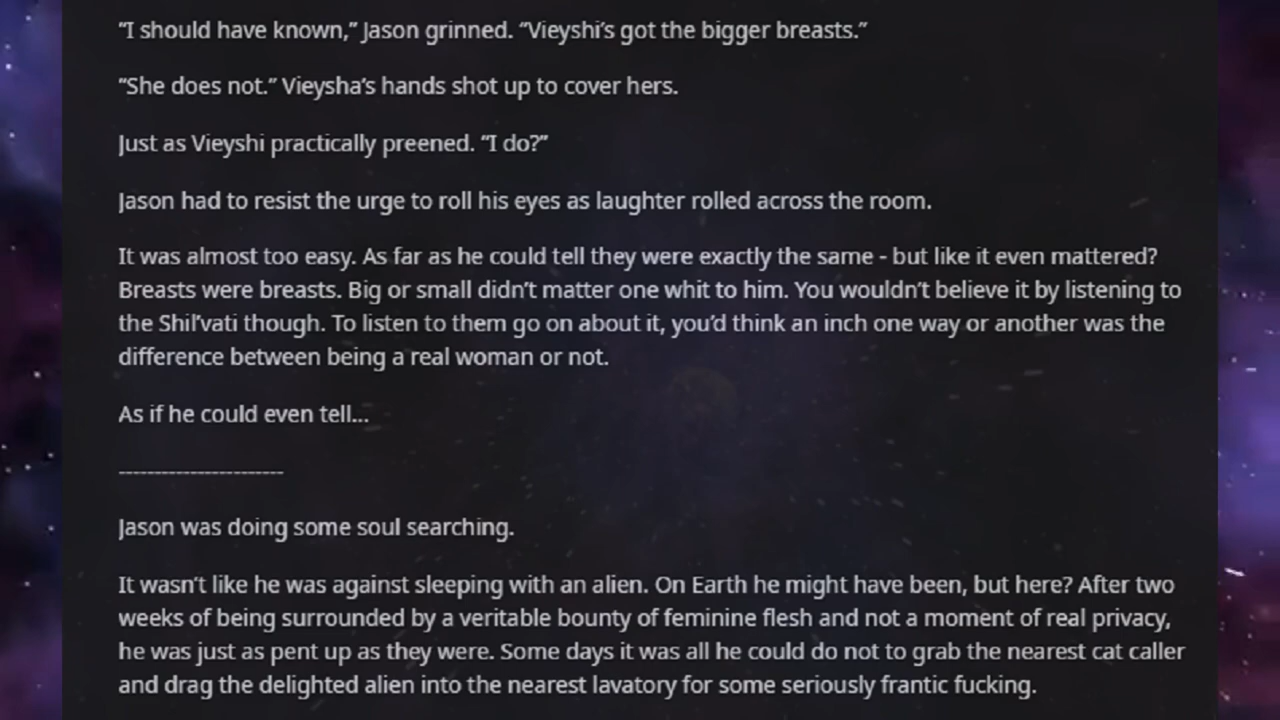 “I should have known,” Jason grinned. “Vieyshi’s got the bigger breasts.”
“She does not.” Vieysha’s hands shot up to cover hers.
Just as Vieyshi practically preened. “I do?”
Jason had to resist the urge to roll his eyes as laughter rolled across the room.
It was almost too easy. As far as he could tell they were exactly the same - but like it even mattered?
Breasts were breasts. Big or small didn’t matter one whit to him. You wouldn’t believe it by listening to
the Shil’vati though. To listen to them go on about it, you’d think an inch one way or another was the
difference between being a real woman or not.
As if he could even tell...
-----------------------
Jason was doing some soul searching.
It wasn’t like he was against sleeping with an alien. On Earth he might have been, but here? After two
weeks of being surrounded by a veritable bounty of feminine flesh and not a moment of real privacy,
he was just as pent up as they were. Some days it was all he could do not to grab the nearest cat caller
and drag the delighted alien into the nearest lavatory for some seriously frantic fucking.